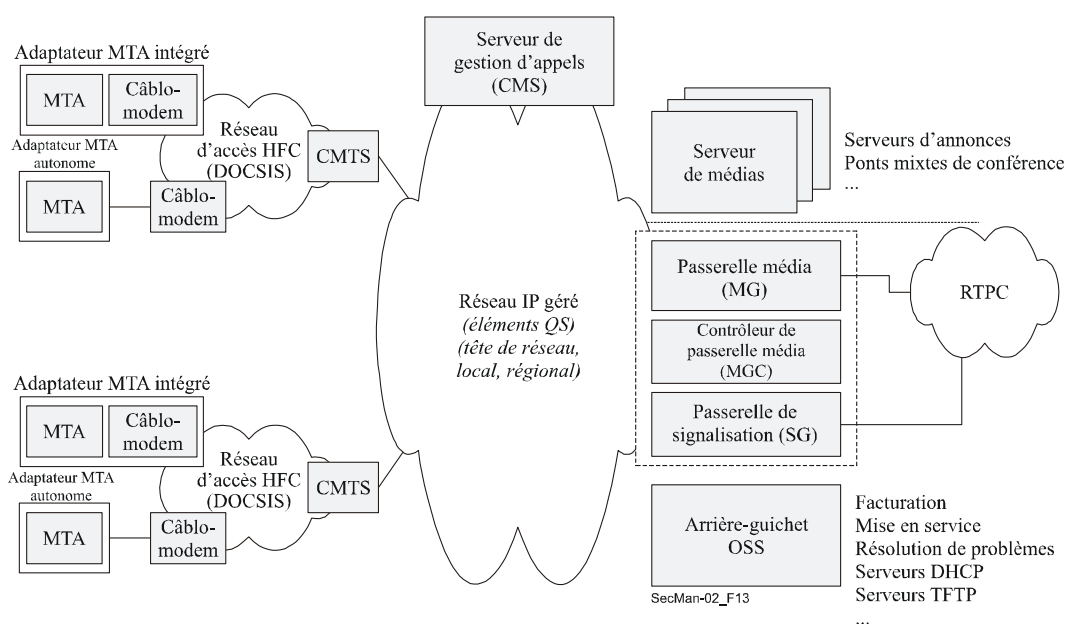 Adaptateur MTA intégré
MTA
Câblo-
modem
Adaptateur MTA
autonome
MTA
Câblo-
modem
Réseau
d'accès HFC
(DOCSIS)
CMTS
Serveur de
gestion d'appels
(CMS)
Serveur
de médias
Serveurs d'annonces
Ponts mixtes de conférence
...
Réseau IP géré
(éléments QS)
(tête de réseau,
local, régional)
Passerelle média
(MG)
Contrôleur de
passerelle média
(MGC)
Passerelle de
signalisation (SG)
RTPC
Adaptateur MTA intégré
MTA
Câblo-
modem
Adaptateur MTA
autonome
MTA
Câblo-
modem
Réseau
d'accès HFC
(DOCSIS)
CMTS
Arrière-guichet
OSS
Facturation
Mise en service
Résolution de problèmes
Serveurs DHCP
Serveurs TFTP
...
SecMan-02_F13